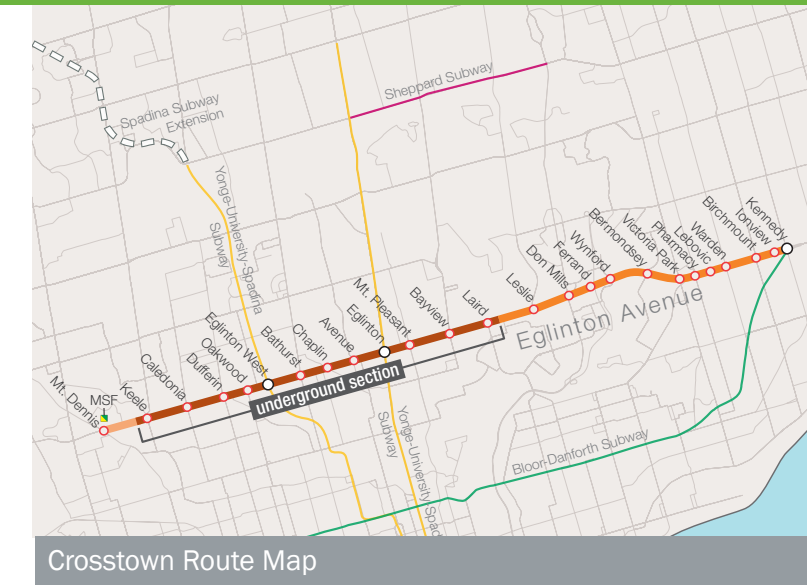 Sheppard Subway
Spadina Subway
Extension
Yonge-University-Spadina
Subway
Kennedy
Ionview
Birchmount
Warden
Lebovic
Pharmacy
Victoria Park
Bermondsey
Wynford
Ferrand
Don Mills
Leslie
Laird
Bayview
Mt. Pleasant
Eglinton
Avenue
Chaplin
Bathurst
Eglinton West
Oakwood
Dufferin
Caledonia
Keele
MSF
Mt. Dennis
Eglinton Avenue
underground section
Yonge-University-Spad
Subway
Bloor-Danforth Subway
Crosstown Route Map